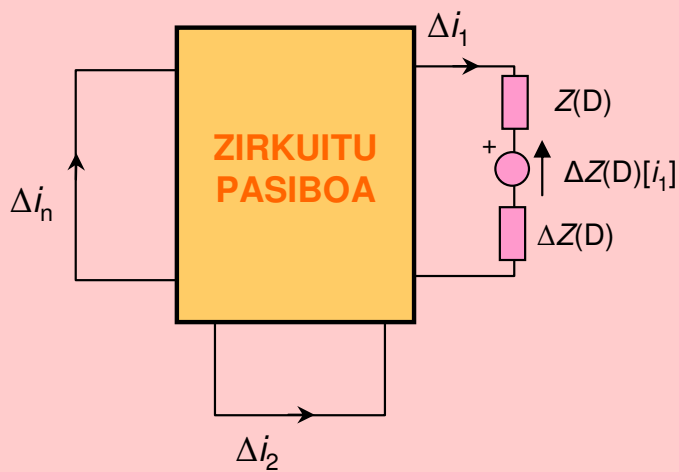 Δi₁
Z(D)
ZIRKUITU
PASIBOA
+
ΔZ(D)[i₁]
Δiₙ
ΔZ(D)
Δi₂